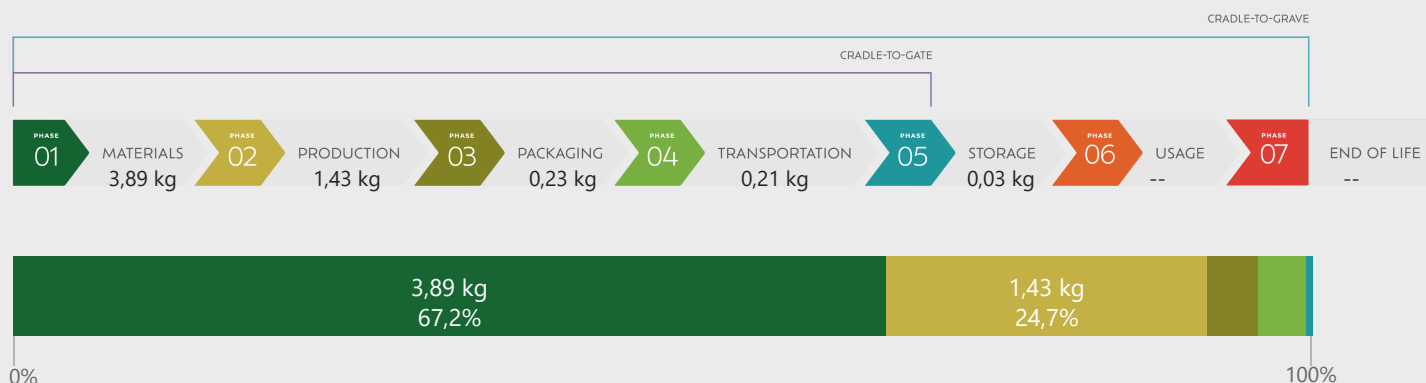 CRADLE-TO-GRAVE
CRADLE-TO-GATE
PHASE 01 MATERIALS 3,89 kg
PHASE 02 PRODUCTION 1,43 kg
PHASE 03 PACKAGING 0,23 kg
PHASE 04 TRANSPORTATION 0,21 kg
PHASE 05 STORAGE 0,03 kg
PHASE 06 USAGE --
PHASE 07 END OF LIFE --
3,89 kg
67,2%
1,43 kg
24,7%
0%
100%